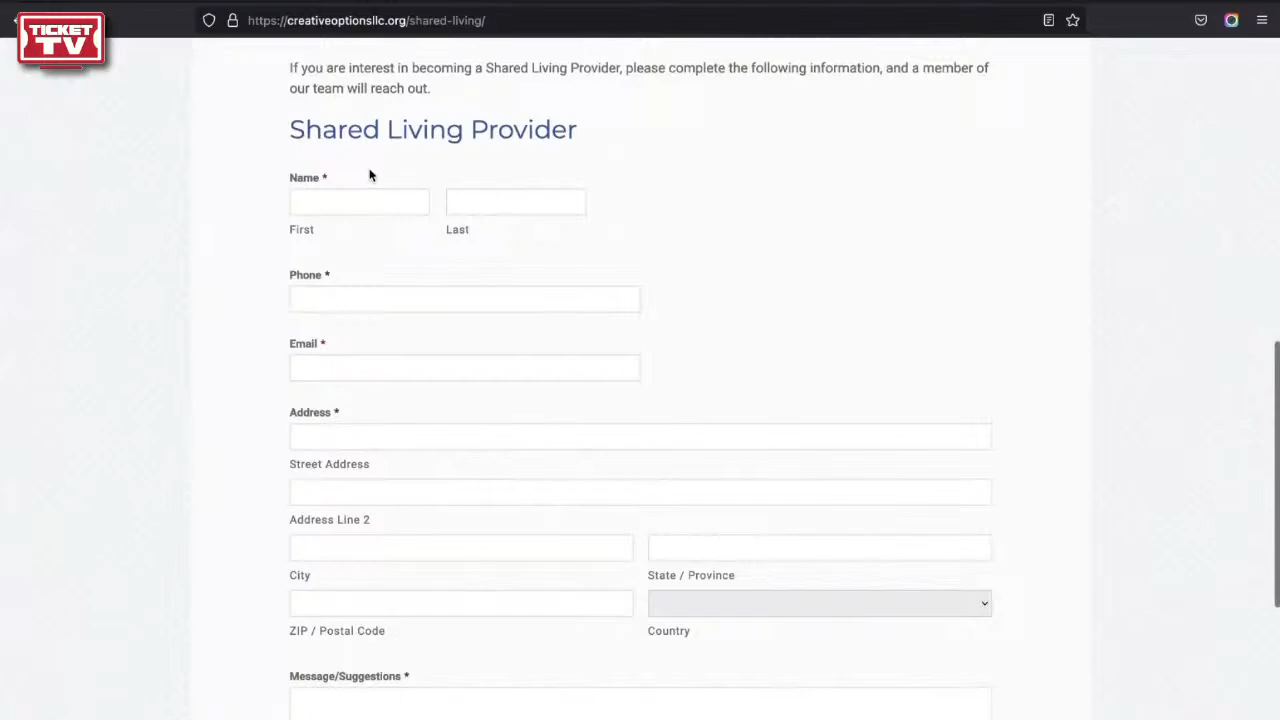 TICKET
TV
https://creativeoptionsllc.org/shared-living/
If you are interest in becoming a Shared Living Provider, please complete the following information, and a member of
our team will reach out.
Shared Living Provider
Name *
First
Last
Phone *
Email *
Address *
Street Address
Address Line 2
City
State / Province
ZIP / Postal Code
Country
Message/Suggestions *